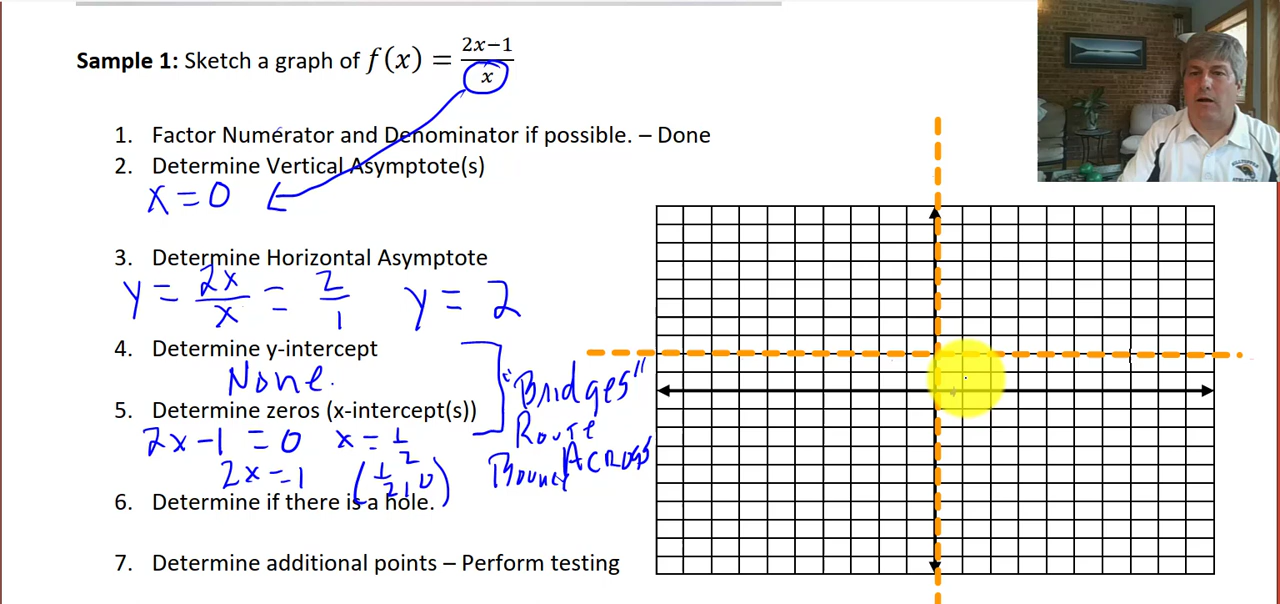 Sample 1: Sketch a graph of f(x) = 2x−1 / x
1. Factor Numerator and Denominator if possible. – Done
2. Determine Vertical Asymptote(s)
x = 0
3. Determine Horizontal Asymptote
y = 2x/x = 2/1 y = 2
4. Determine y-intercept
None.
5. Determine zeros (x-intercept(s))
2x - 1 = 0 x = 1/2
2x = 1 (1/2, 0)
"Bridges"
Route
Across
6. Determine if there is a hole.
7. Determine additional points – Perform testing